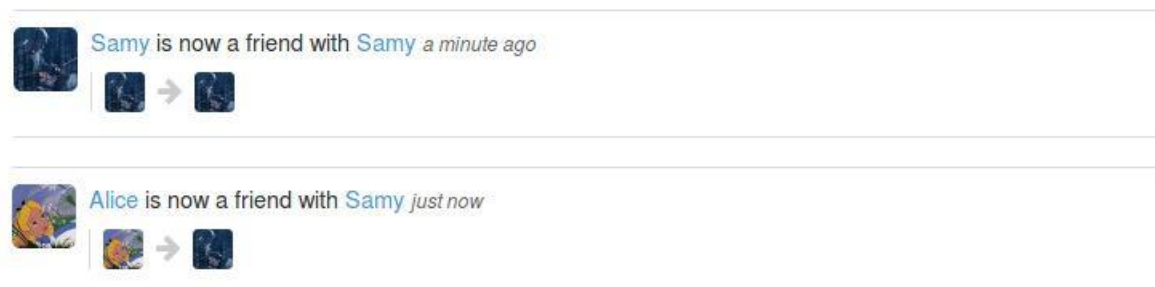 Samy is now a friend with Samy a minute ago
Alice is now a friend with Samy just now